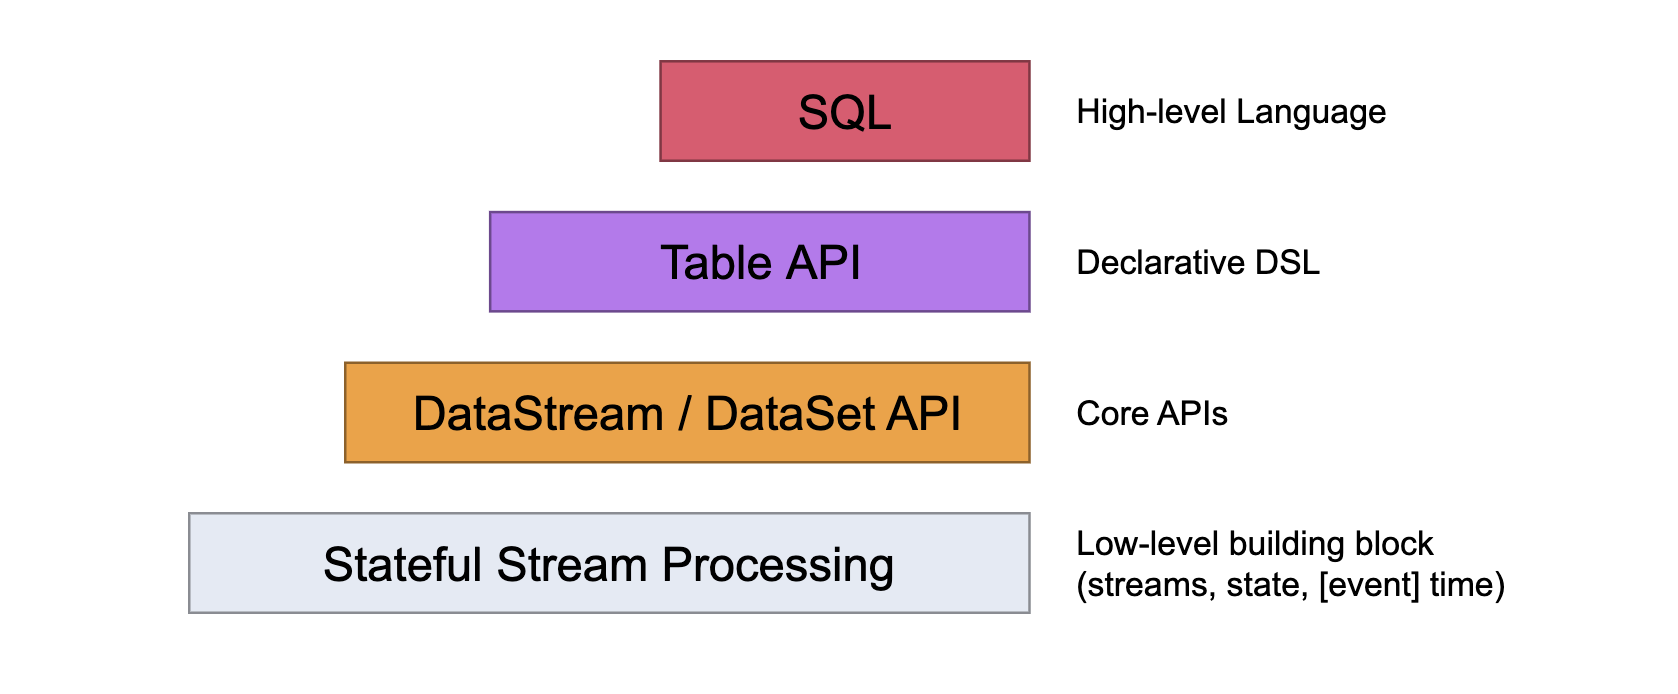 SQL
High-level Language
Table API
Declarative DSL
DataStream / DataSet API
Core APIs
Stateful Stream Processing
Low-level building block
(streams, state, [event] time)